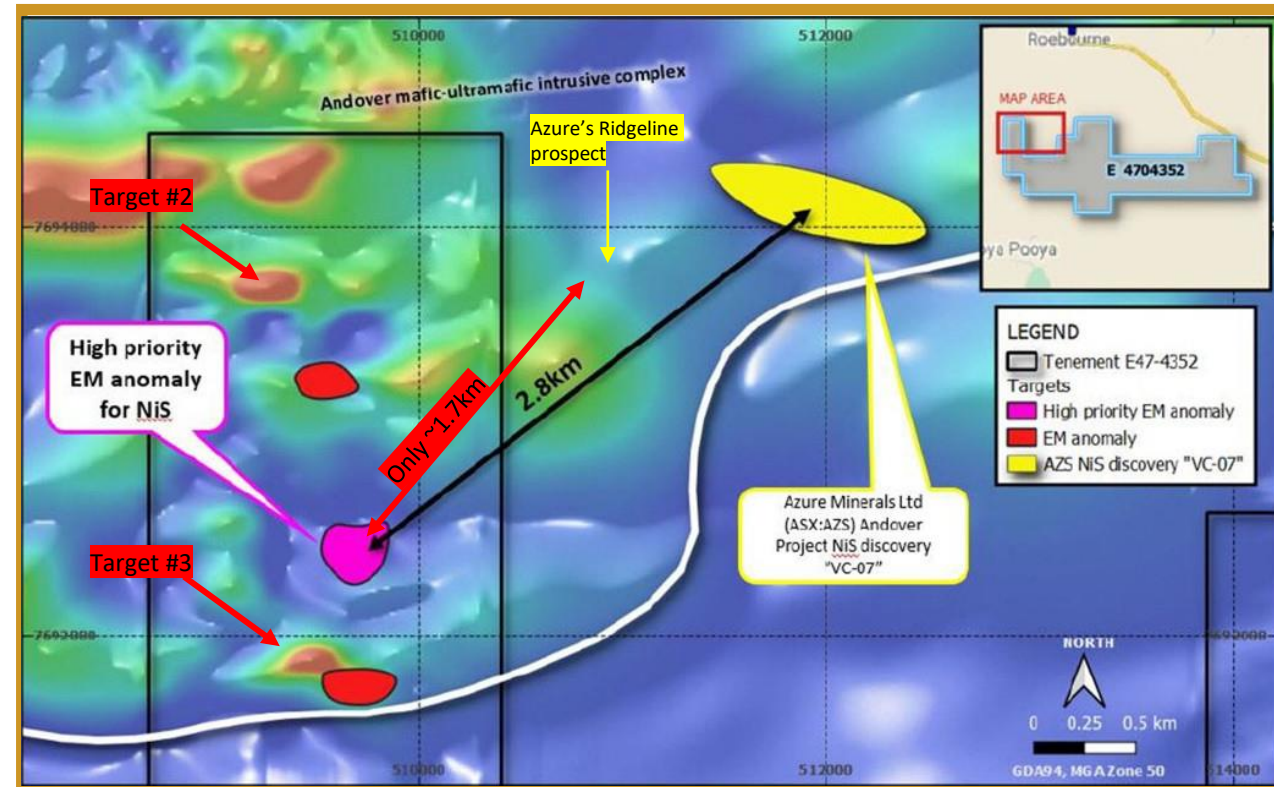 510000
512000
Andover mafic-ultramafic intrusive complex
Azure's Ridgeline
prospect
Target #2
7694000
High priority
EM anomaly
for NiS
Only ~1.7km
2.8km
Target #3
7692000
Azure Minerals Ltd
(ASX:AZS) Andover
Project NiS discovery
"VC-07"
Roebourne
MAP AREA
E 4704352
ya Pooya
LEGEND
Tenement E47-4352
Targets
High priority EM anomaly
EM anomaly
AZS NiS discovery "VC-07"
7692000
NORTH
0 0.25 0.5 km
GDA94, MGA Zone 50
510000
512000
514000